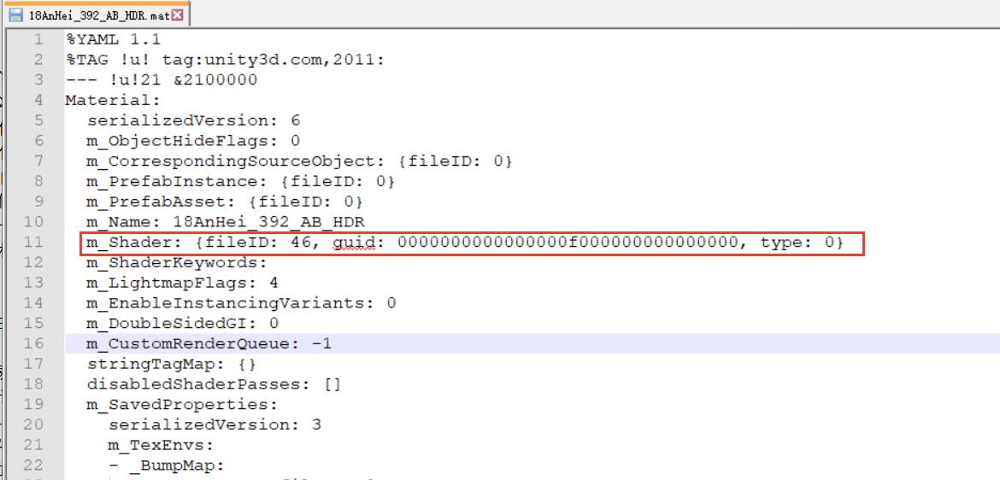 18AnHei_392_AB_HDR.mat
1 %YAML 1.1
2 %TAG !u! tag:unity3d.com,2011:
3 --- !u!21 &2100000
4 Material:
5 serializedVersion: 6
6 m_ObjectHideFlags: 0
7 m_CorrespondingSourceObject: {fileID: 0}
8 m_PrefabInstance: {fileID: 0}
9 m_PrefabAsset: {fileID: 0}
10 m_Name: 18AnHei_392_AB_HDR
11 m_Shader: {fileID: 46, guid: 0000000000000000f000000000000000, type: 0}
12 m_ShaderKeywords:
13 m_LightmapFlags: 4
14 m_EnableInstancingVariants: 0
15 m_DoubleSidedGI: 0
16 m_CustomRenderQueue: -1
17 stringTagMap: {}
18 disabledShaderPasses: []
19 m_SavedProperties:
20 serializedVersion: 3
21 m_TexEnvs:
22 - _BumpMap: